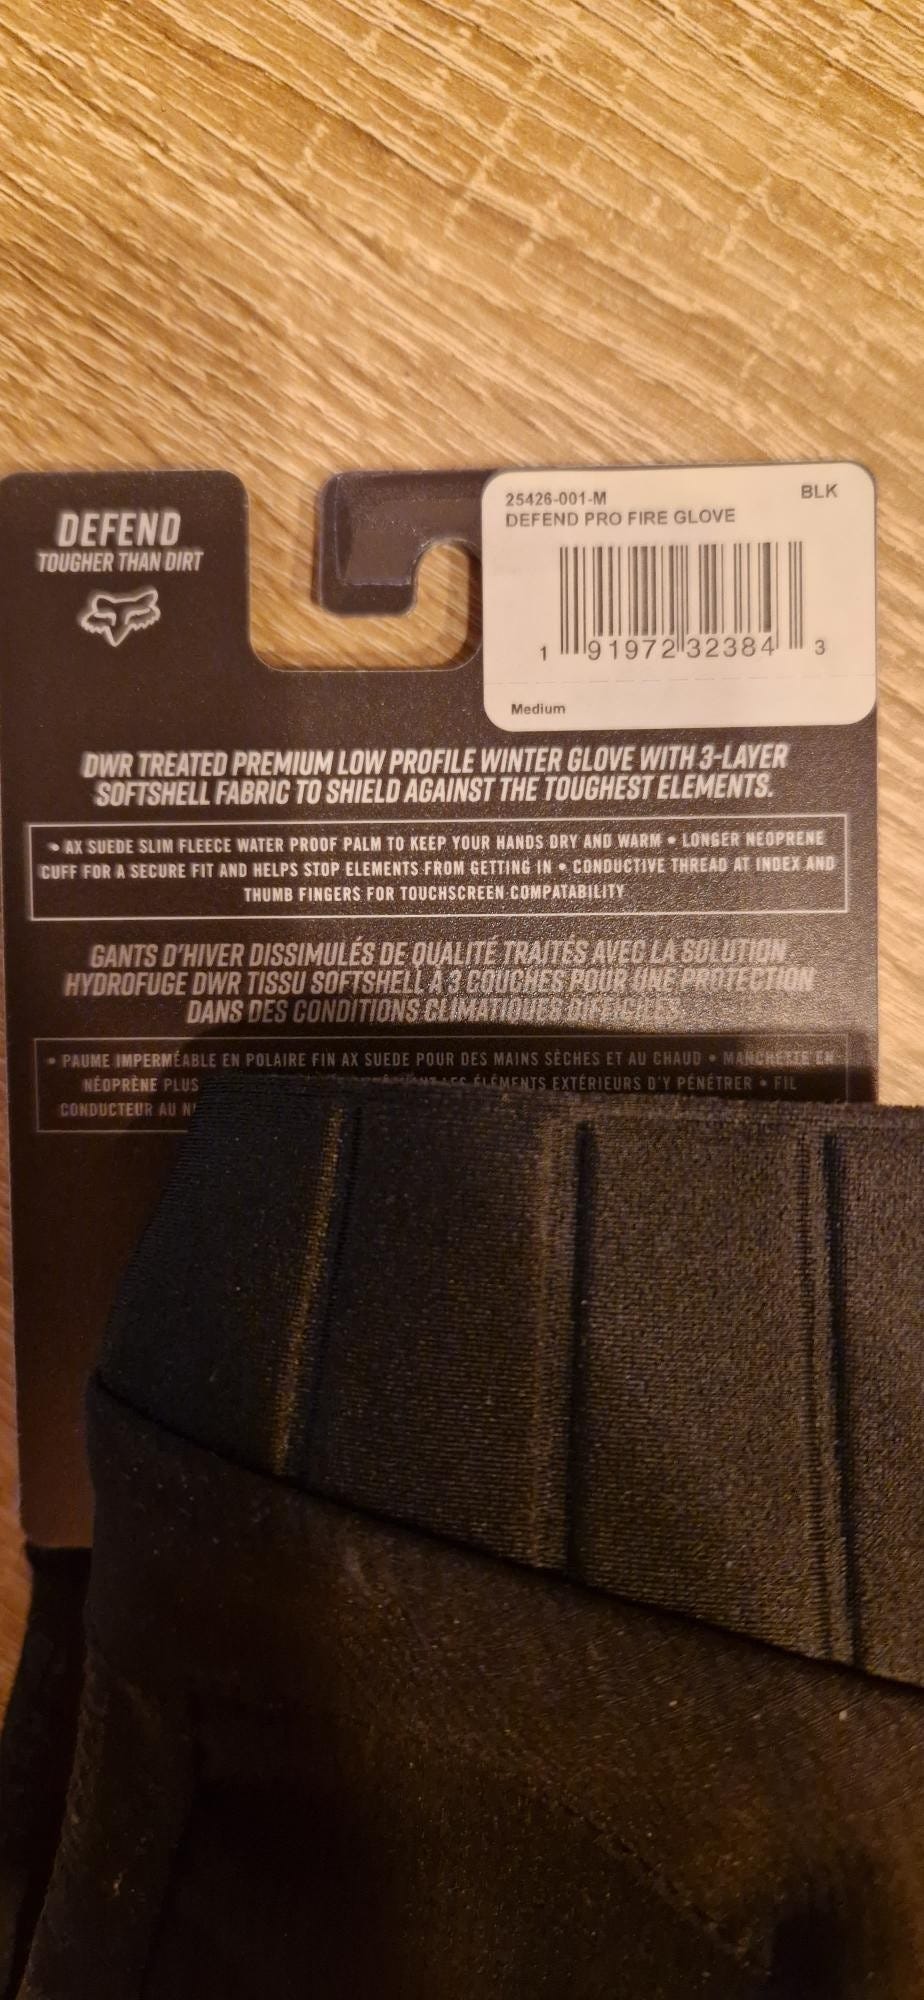 DEFEND
TOUGHER THAN DIRT
25426-001-M BLK
DEFEND PRO FIRE GLOVE
1 91972 32384 3
Medium
DWR TREATED PREMIUM LOW PROFILE WINTER GLOVE WITH 3-LAYER
SOFTSHELL FABRIC TO SHIELD AGAINST THE TOUGHEST ELEMENTS.
• AX SUEDE SLIM FLEECE WATER PROOF PALM TO KEEP YOUR HANDS DRY AND WARM • LONGER NEOPRENE
CUFF FOR A SECURE FIT AND HELPS STOP ELEMENTS FROM GETTING IN • CONDUCTIVE THREAD AT INDEX AND
THUMB FINGERS FOR TOUCHSCREEN COMPATABILITY
GANTS D'HIVER DISSIMULÉS DE QUALITÉ TRAITÉS AVEC LA SOLUTION
HYDROFUGE DWR TISSU SOFTSHELL À 3 COUCHES POUR UNE PROTECTION
DANS DES CONDITIONS CLIMATIQUES DIFFICILES.
• PAUME IMPERMÉABLE EN POLAIRE FIN AX SUEDE POUR DES MAINS SÈCHES ET AU CHAUD • MANCHETTE EN
NÉOPRÈNE PLUS LES ÉLÉMENTS EXTÉRIEURS D'Y PÉNÉTRER • FIL
CONDUCTEUR AU